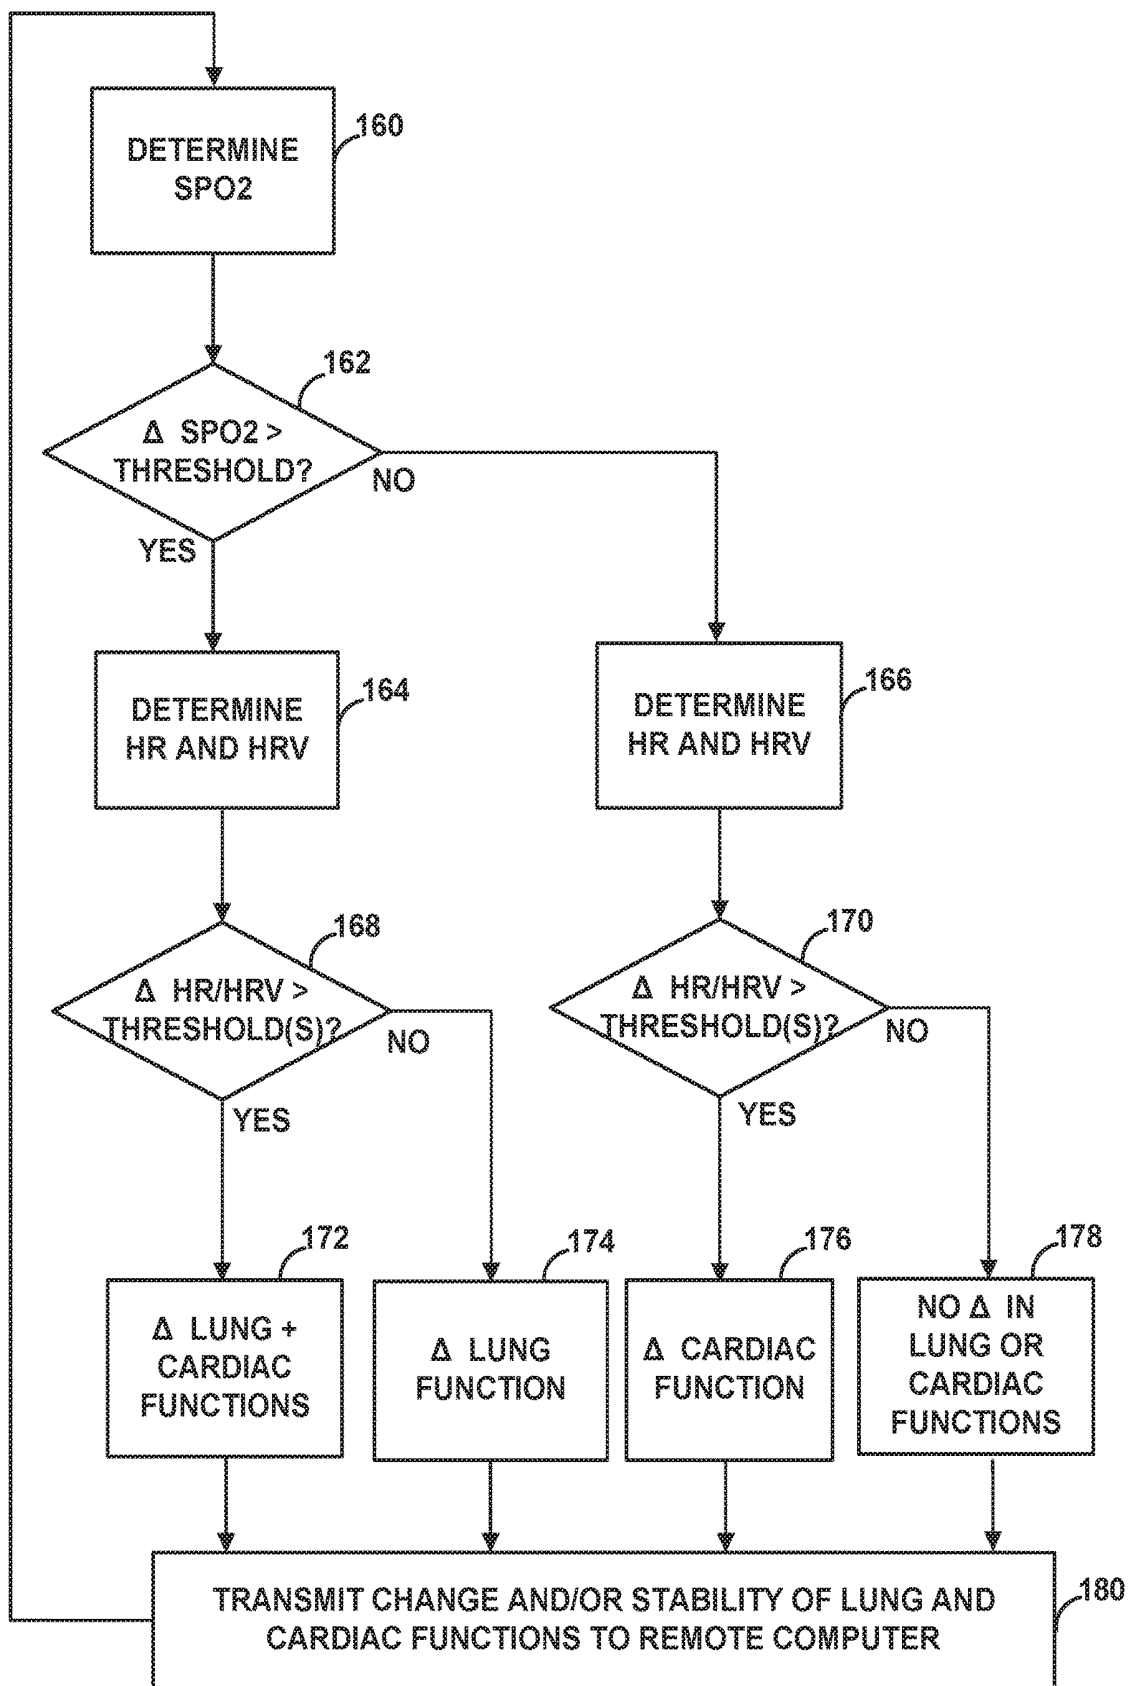 160
DETERMINE
SPO2
162
Δ SPO2 >
THRESHOLD?
NO
YES
164
DETERMINE
HR AND HRV
166
DETERMINE
HR AND HRV
168
Δ HR/HRV >
THRESHOLD(S)?
NO
YES
170
Δ HR/HRV >
THRESHOLD(S)?
NO
YES
172
Δ LUNG +
CARDIAC
FUNCTIONS
174
Δ LUNG
FUNCTION
176
Δ CARDIAC
FUNCTION
178
NO Δ IN
LUNG OR
CARDIAC
FUNCTIONS
TRANSMIT CHANGE AND/OR STABILITY OF LUNG AND
CARDIAC FUNCTIONS TO REMOTE COMPUTER
180